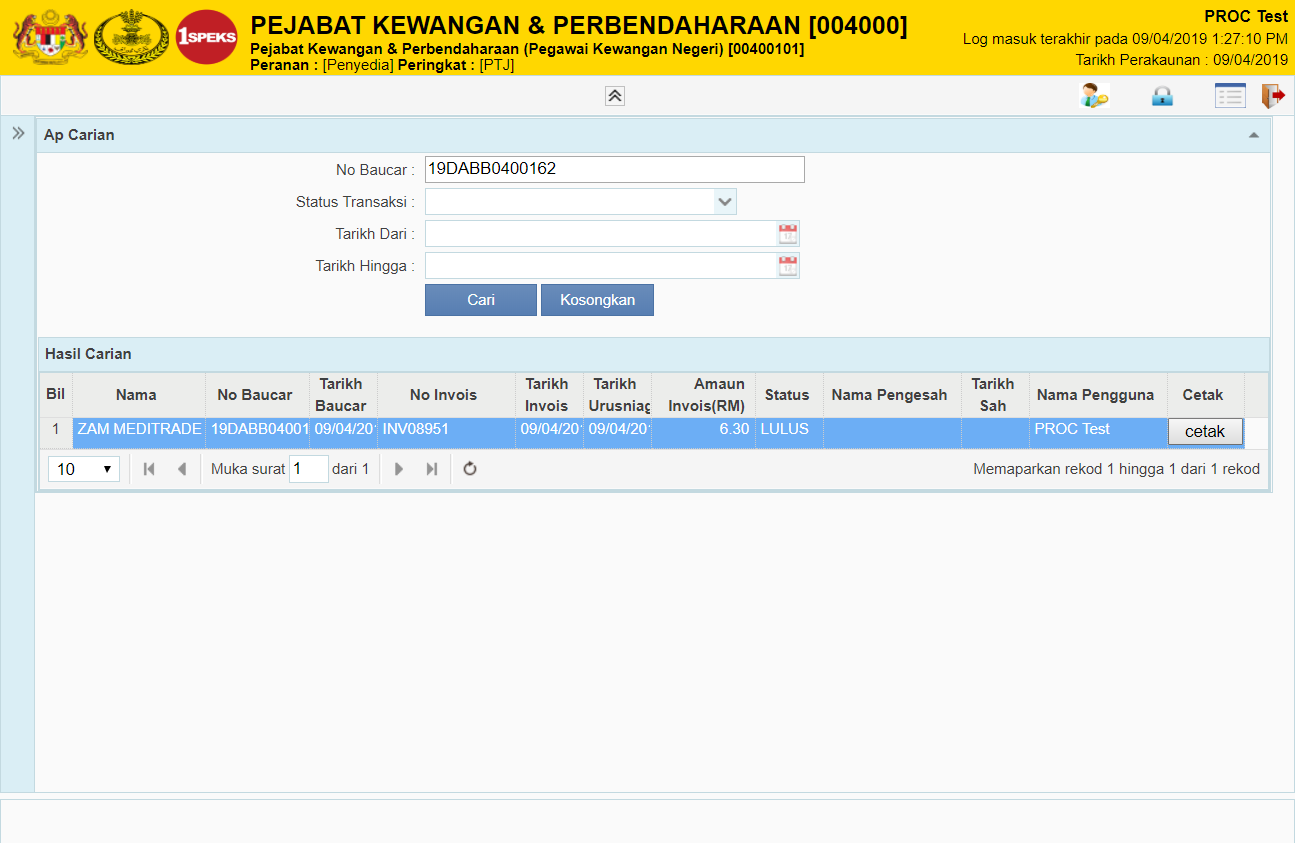 1SPEKS
PEJABAT KEWANGAN & PERBENDAHARAAN [004000]
Pejabat Kewangan & Perbendaharaan (Pegawai Kewangan Negeri) [00400101]
Peranan : [Penyedia] Peringkat : [PTJ]
PROC Test
Log masuk terakhir pada 09/04/2019 1:27:10 PM
Tarikh Perakaunan : 09/04/2019
Ap Carian
No Baucar : 19DABB0400162
Status Transaksi :
Tarikh Dari :
Tarikh Hingga :
Cari Kosongkan
Hasil Carian
Bil Nama No Baucar Tarikh Baucar No Invois Tarikh Invois Tarikh Urusniag Amaun Invois(RM) Status Nama Pengesah Tarikh Sah Nama Pengguna Cetak
1 ZAM MEDITRADE 19DABB04001 09/04/201 INV08951 09/04/201 09/04/201 6.30 LULUS PROC Test cetak
10 Muka surat 1 dari 1 Memaparkan rekod 1 hingga 1 dari 1 rekod